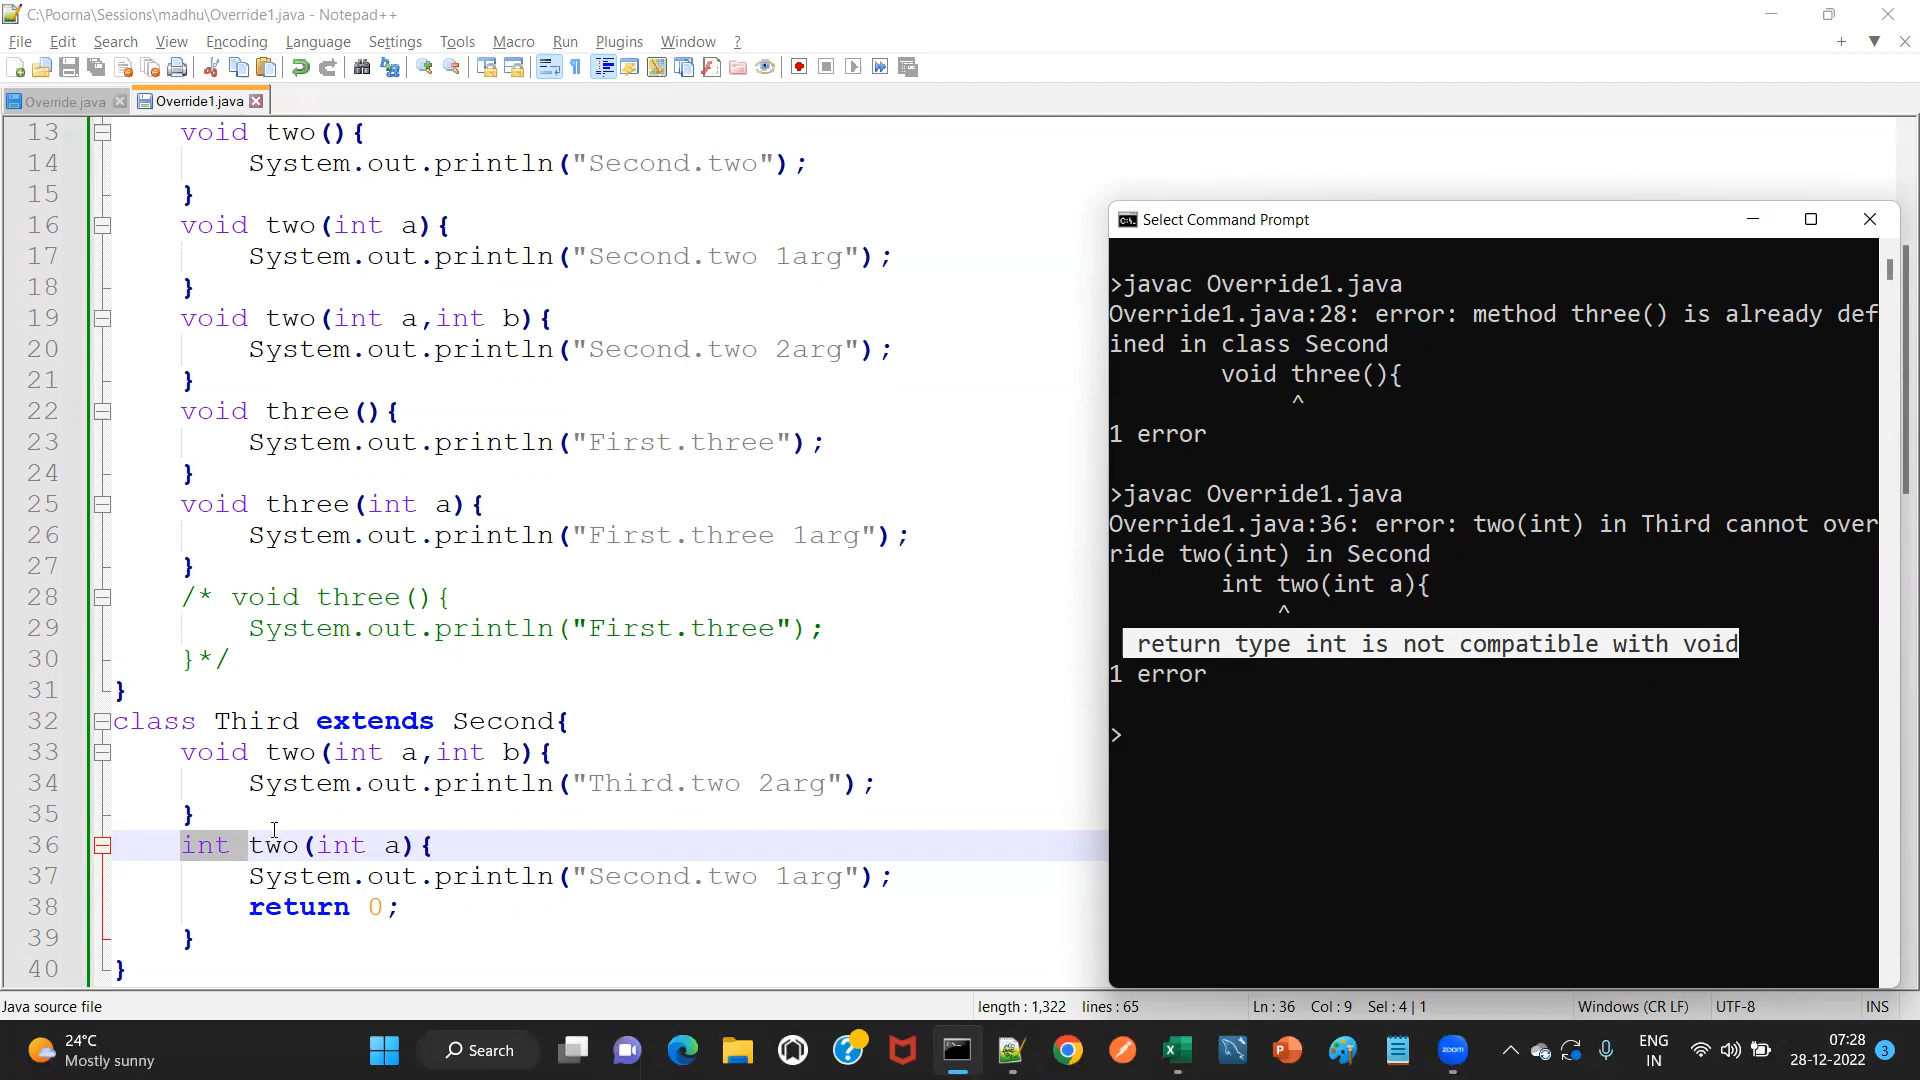 C:\Poorna\Sessions\madhu\Override1.java - Notepad++
File Edit Search View Encoding Language Settings Tools Macro Run Plugins Window ?
Override.java Override1.java
13 void two(){
14 System.out.println("Second.two");
15 }
16 void two(int a){
17 System.out.println("Second.two 1arg");
18 }
19 void two(int a,int b){
20 System.out.println("Second.two 2arg");
21 }
22 void three(){
23 System.out.println("First.three");
24 }
25 void three(int a){
26 System.out.println("First.three 1arg");
27 }
28 /* void three(){
29 System.out.println("First.three");
30 }*/
31 }
32 class Third extends Second{
33 void two(int a,int b){
34 System.out.println("Third.two 2arg");
35 }
36 int two(int a){
37 System.out.println("Second.two 1arg");
38 return 0;
39 }
40 }
Select Command Prompt
>javac Override1.java
Override1.java:28: error: method three() is already def
ined in class Second
void three(){
^
1 error
>javac Override1.java
Override1.java:36: error: two(int) in Third cannot over
ride two(int) in Second
int two(int a){
^
return type int is not compatible with void
1 error
>
Java source file length : 1,322 lines : 65 Ln : 36 Col : 9 Sel : 4 | 1 Windows (CR LF) UTF-8 INS
24°C
Mostly sunny
Search
zoom
ENG
IN
07:28
28-12-2022
3